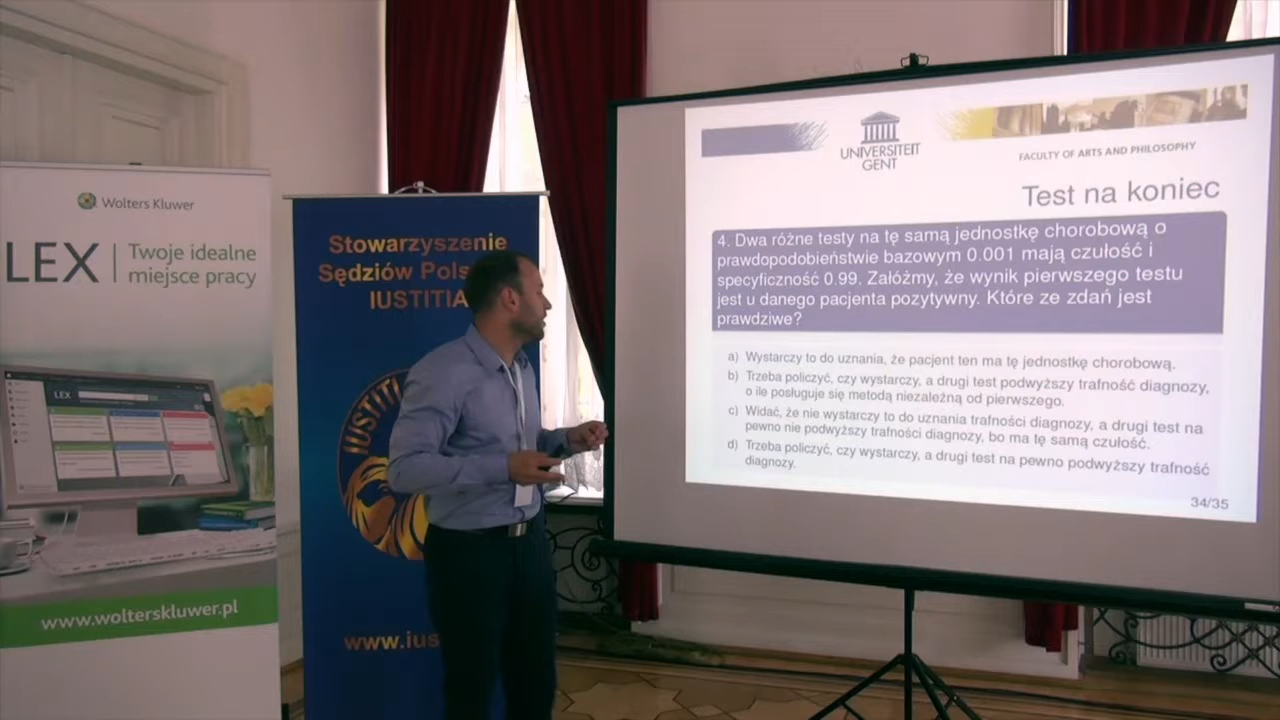 Wolters Kluwer
LEX
Twoje idealne
miejsce pracy
LEX
www.wolterskluwer.pl
Stowarzyszenie
Sędziów Pols
IUSTITIA
IUSTITI
www.ius
UNIVERSITEIT
GENT
FACULTY OF ARTS AND PHILOSOPHY
Test na koniec
4. Dwa różne testy na tę samą jednostkę chorobową o
prawdopodobieństwie bazowym 0.001 mają czułość i
specyficzność 0.99. Załóżmy, że wynik pierwszego testu
jest u danego pacjenta pozytywny. Które ze zdań jest
prawdziwe?
a) Wystarczy to do uznania, że pacjent ten ma tę jednostkę chorobową.
b) Trzeba policzyć, czy wystarczy, a drugi test podwyższy trafność diagnozy,
o ile posługuje się metodą niezależną od pierwszego.
c) Widać, że nie wystarczy to do uznania trafności diagnozy, a drugi test na
pewno nie podwyższy trafności diagnozy, bo ma tę samą czułość.
d) Trzeba policzyć, czy wystarczy, a drugi test na pewno podwyższy trafność
diagnozy.
34/35